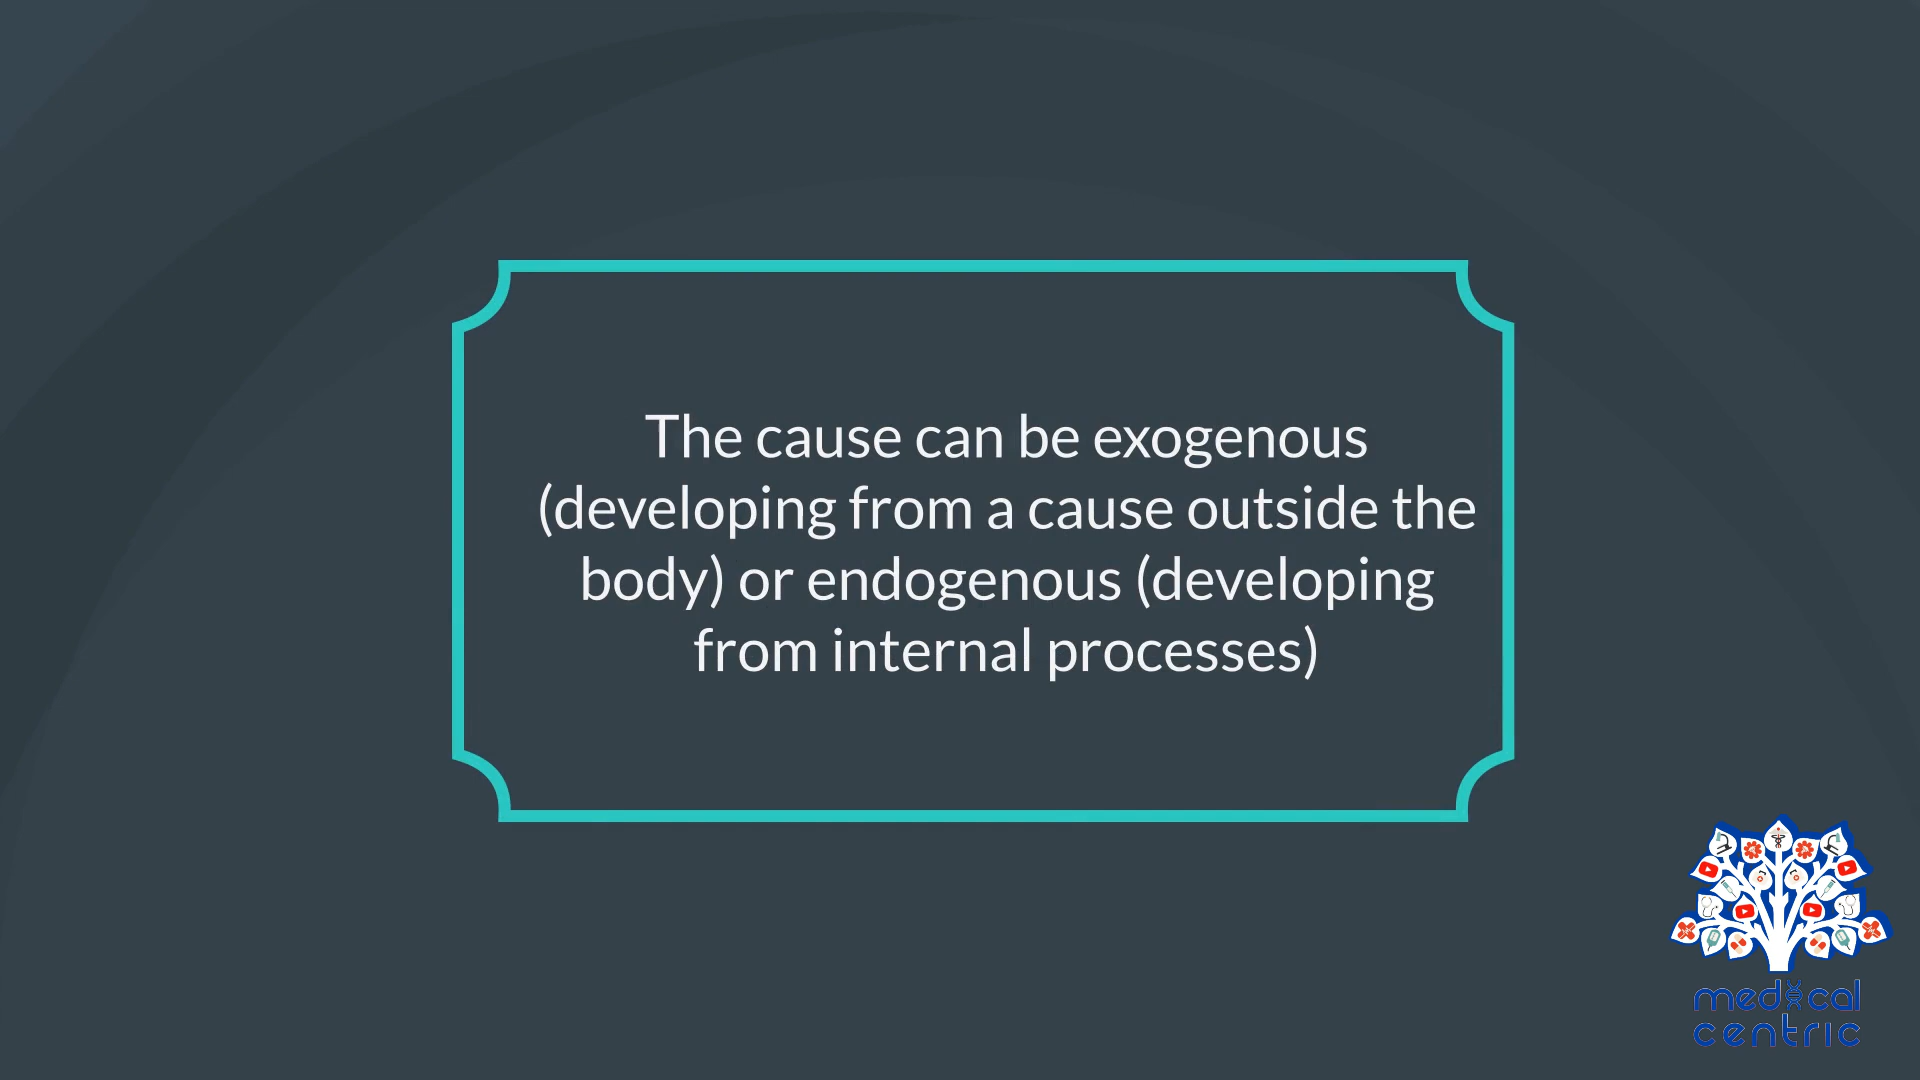 The cause can be exogenous
(developing from a cause outside the
body) or endogenous (developing
from internal processes)
medical
centric